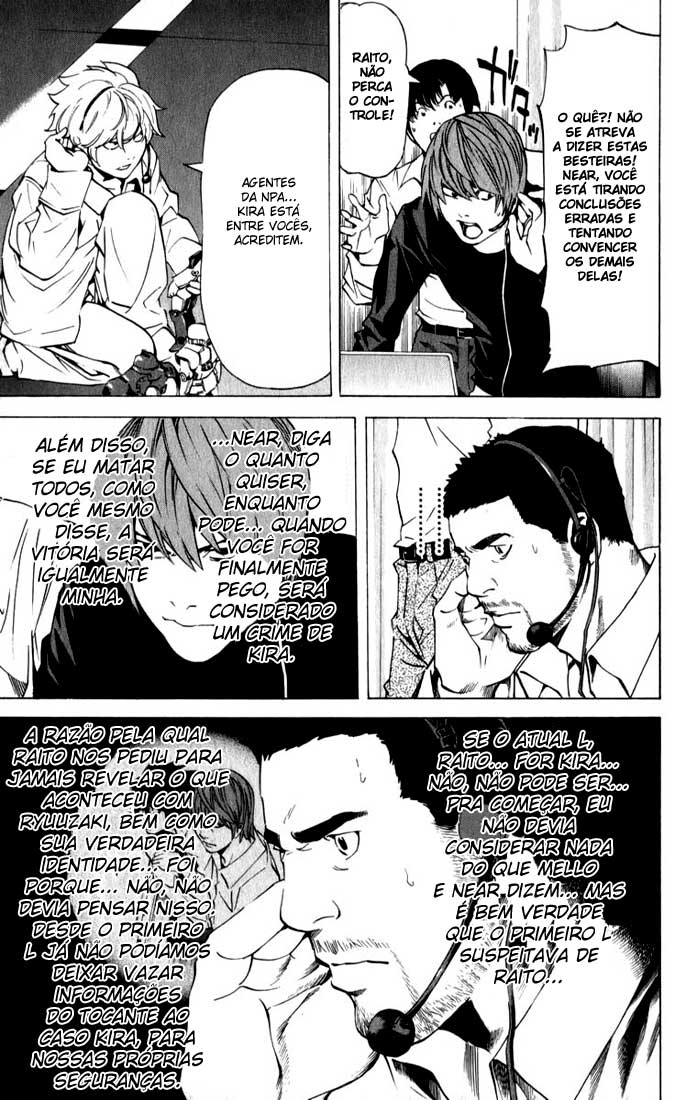 O QUÊ?! NÃO
SE ATREVA
A DIZER ESTAS
BESTEIRAS!
NEAR, VOCÊ
ESTÁ TIRANDO
CONCLUSÕES
ERRADAS E
TENTANDO
CONVENCER
OS DEMAIS
DELAS!
RAITO,
NÃO
PERCA
O CON-
TROLE!
ガタッ
AGENTES
DA NPA...
KIRA ESTÁ
ENTRE VOCÊS,
ACREDITEM.
...NEAR, DIGA
O QUANTO
QUISER,
ENQUANTO
PODE... QUANDO
VOCÊ FOR
FINALMENTE
PEGO, SERÁ
CONSIDERADO
UM CRIME DE
KIRA.
ALÉM DISSO,
SE EU MATAR
TODOS, COMO
VOCÊ MESMO
DISSE, A
VITÓRIA SERÁ
IGUALMENTE
MINHA.
SE O ATUAL L,
RAITO... FOR KIRA...
NÃO, NÃO PODE SER...
PRA COMEÇAR, EU
NÃO DEVIA
CONSIDERAR NADA
DO QUE MELLO
E NEAR DIZEM... MAS
É BEM VERDADE
QUE O PRIMEIRO L
SUSPEITAVA DE
RAITO...
A RAZÃO PELA QUAL
RAITO NOS PEDIU PARA
JAMAIS REVELAR O QUE
ACONTECEU COM
RYUUZAKI, BEM COMO
SUA VERDADEIRA
IDENTIDADE... FOI
PORQUE... NÃO, NÃO
DEVIA PENSAR NISSO,
DESDE O PRIMEIRO
L JÁ NÃO PODÍAMOS
DEIXAR VAZAR
INFORMAÇÕES
DO TOCANTE AO
CASO KIRA, PARA
NOSSAS PRÓPRIAS
SEGURANÇAS.